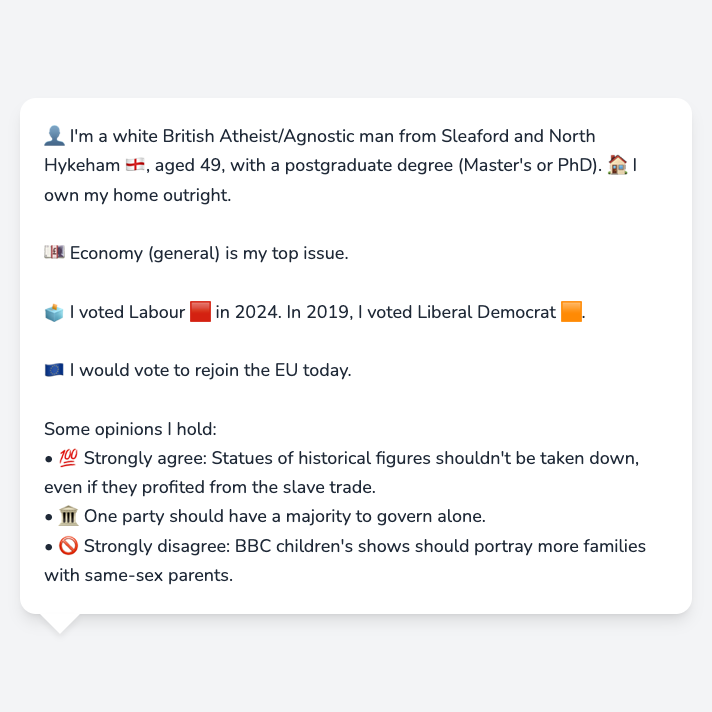 👤 I'm a white British Atheist/Agnostic man from Sleaford and North
Hykeham 🏴󠁧󠁢󠁥󠁮󠁧󠁿, aged 49, with a postgraduate degree (Master's or PhD). 🏠 I
own my home outright.
💷 Economy (general) is my top issue.
🗳️ I voted Labour 🟥 in 2024. In 2019, I voted Liberal Democrat 🟧.
🇪🇺 I would vote to rejoin the EU today.
Some opinions I hold:
• 💯 Strongly agree: Statues of historical figures shouldn't be taken down,
even if they profited from the slave trade.
• 🏛️ One party should have a majority to govern alone.
• 🚫 Strongly disagree: BBC children's shows should portray more families
with same-sex parents.